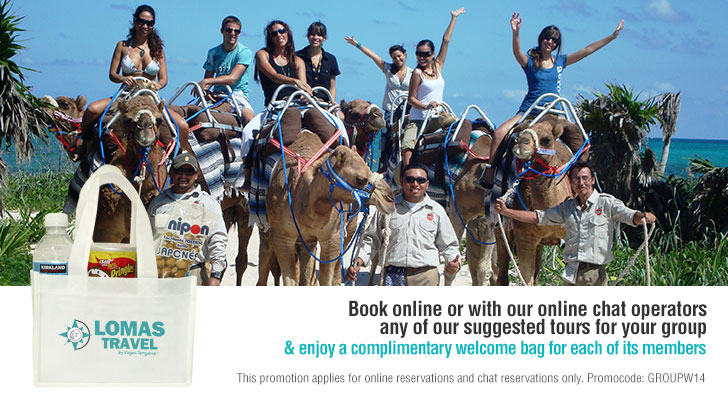 nipon
JAPONES
KIRKLAND
Pringles
LOMAS
TRAVEL
by Viajes Turquesa
Book online or with our online chat operators
any of our suggested tours for your group
& enjoy a complimentary welcome bag for each of its members
This promotion applies for online reservations and chat reservations only. Promocode: GROUPW14